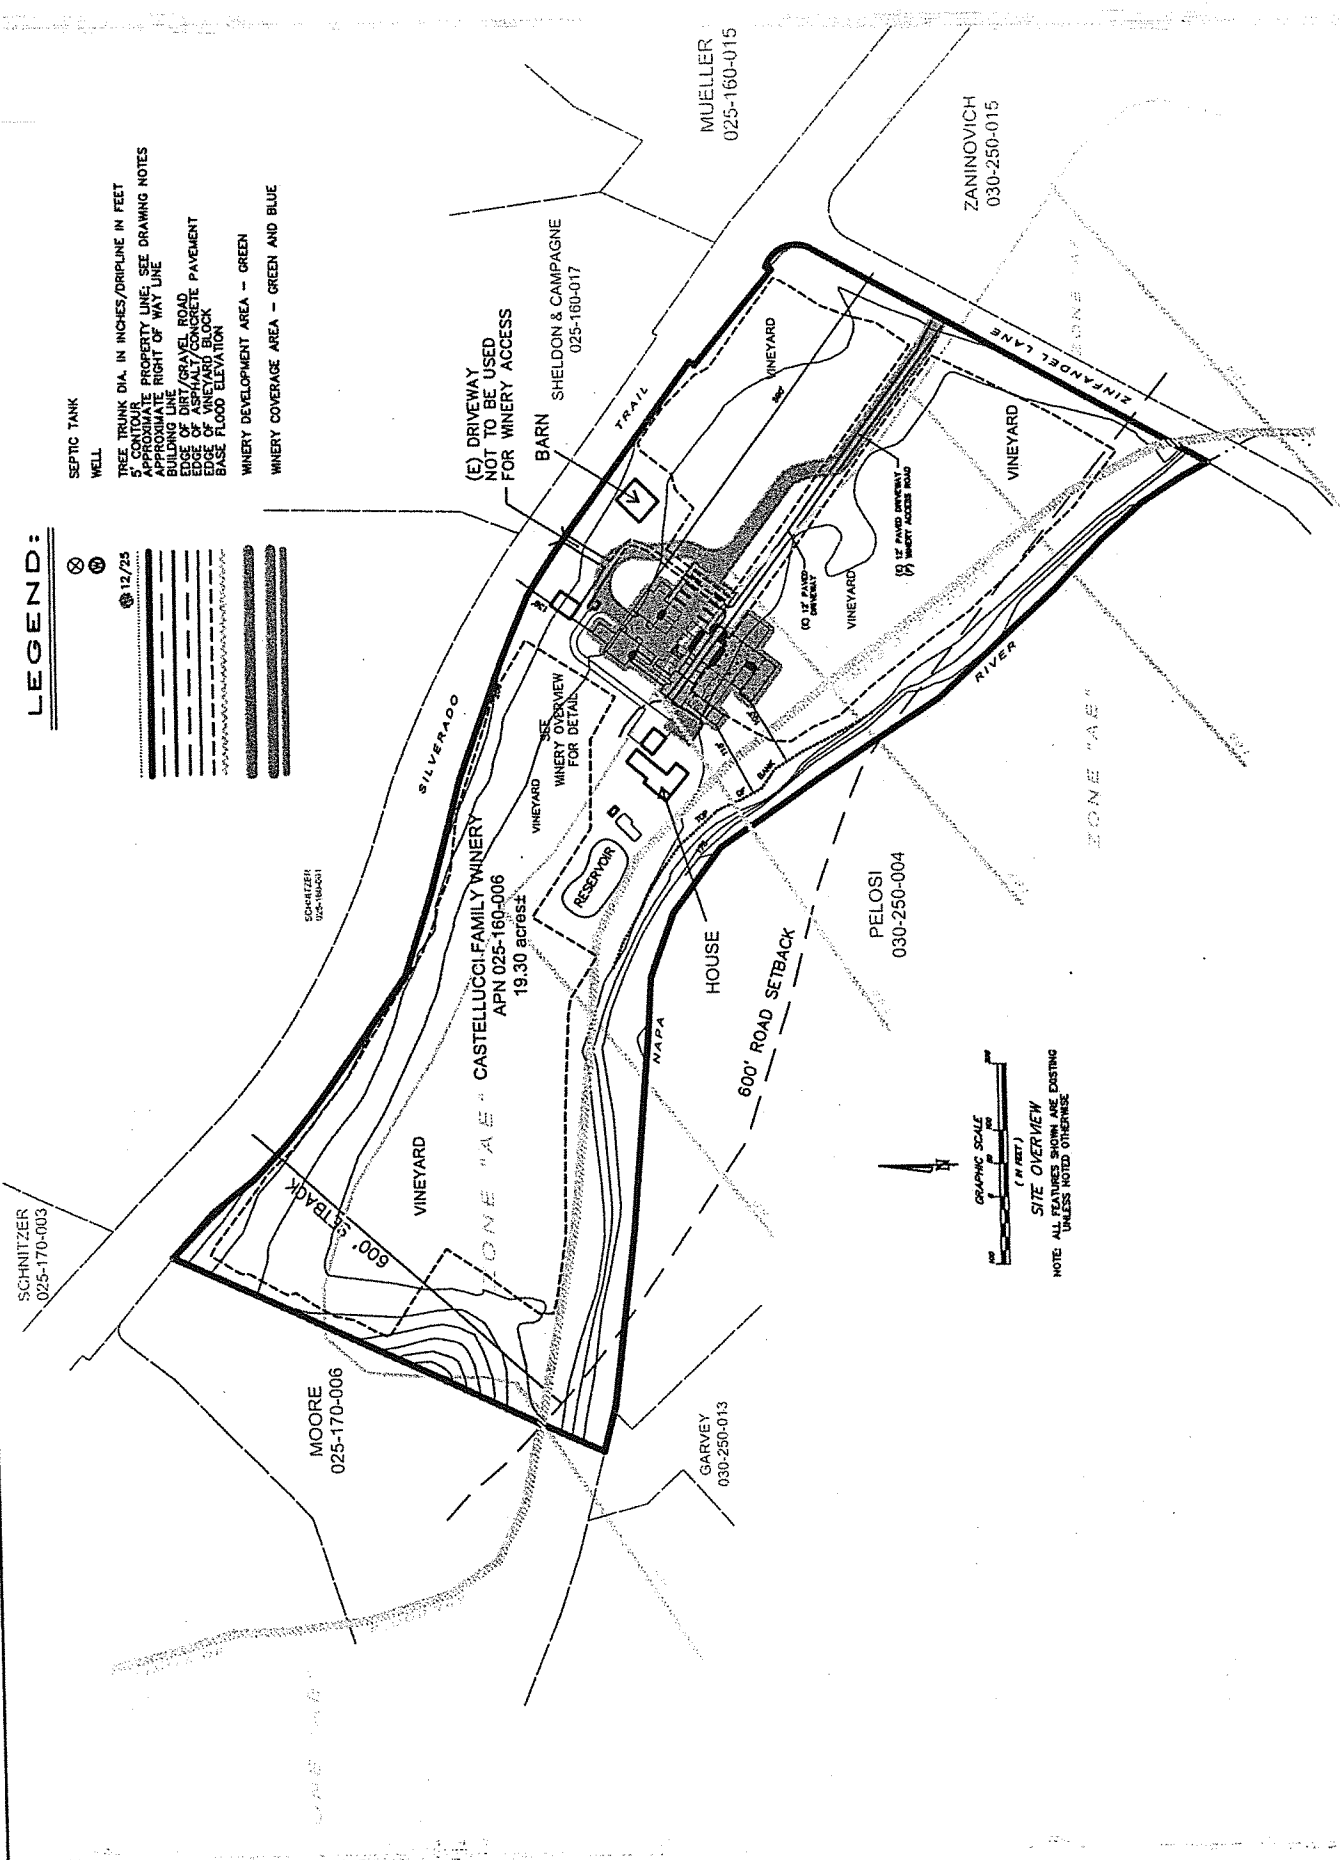 LEGEND:
SEPTIC TANK
WELL
12/25
TREE TRUNK DIA. IN INCHES/DRIPLINE IN FEET
5' CONTOUR
APPROXIMATE PROPERTY LINE; SEE DRAWING NOTES
APPROXIMATE RIGHT OF WAY LINE
BUILDING LINE
EDGE OF DIRT/GRAVEL ROAD
EDGE OF ASPHALT/CONCRETE PAVEMENT
EDGE OF VINEYARD BLOCK
BASE FLOOD ELEVATION
WINERY DEVELOPMENT AREA - GREEN
WINERY COVERAGE AREA - GREEN AND BLUE
SCHNITZER
025-170-003
SCHNITZER
MOORE
025-170-006
GARVEY
030-250-013
MUELLER
025-160-015
ZANINOVICH
030-250-015
SHELDON & CAMPAGNE
025-160-017
(E) DRIVEWAY
NOT TO BE USED
FOR WINERY ACCESS
BARN
SILVERADO
TRAIL
ZINFANDEL LANE
VINEYARD
VINEYARD
VINEYARD
VINEYARD
VINEYARD
SEE
WINERY OVERVIEW
FOR DETAIL
CASTELLUCCI FAMILY WINERY
APN 025-160-006
19.30 acres±
ZONE "AE"
ZONE "AE"
600' SETBACK
RESERVOIR
HOUSE
TOP OF BANK
NAPA
RIVER
600' ROAD SETBACK
PELOSI
030-250-004
(E) 12' PAVED
DRIVEWAY
(E) 12' PAVED DRIVEWAY
(P) WINERY ACCESS ROAD
GRAPHIC SCALE
( IN FEET )
SITE OVERVIEW
NOTE: ALL FEATURES SHOWN ARE EXISTING
UNLESS NOTED OTHERWISE